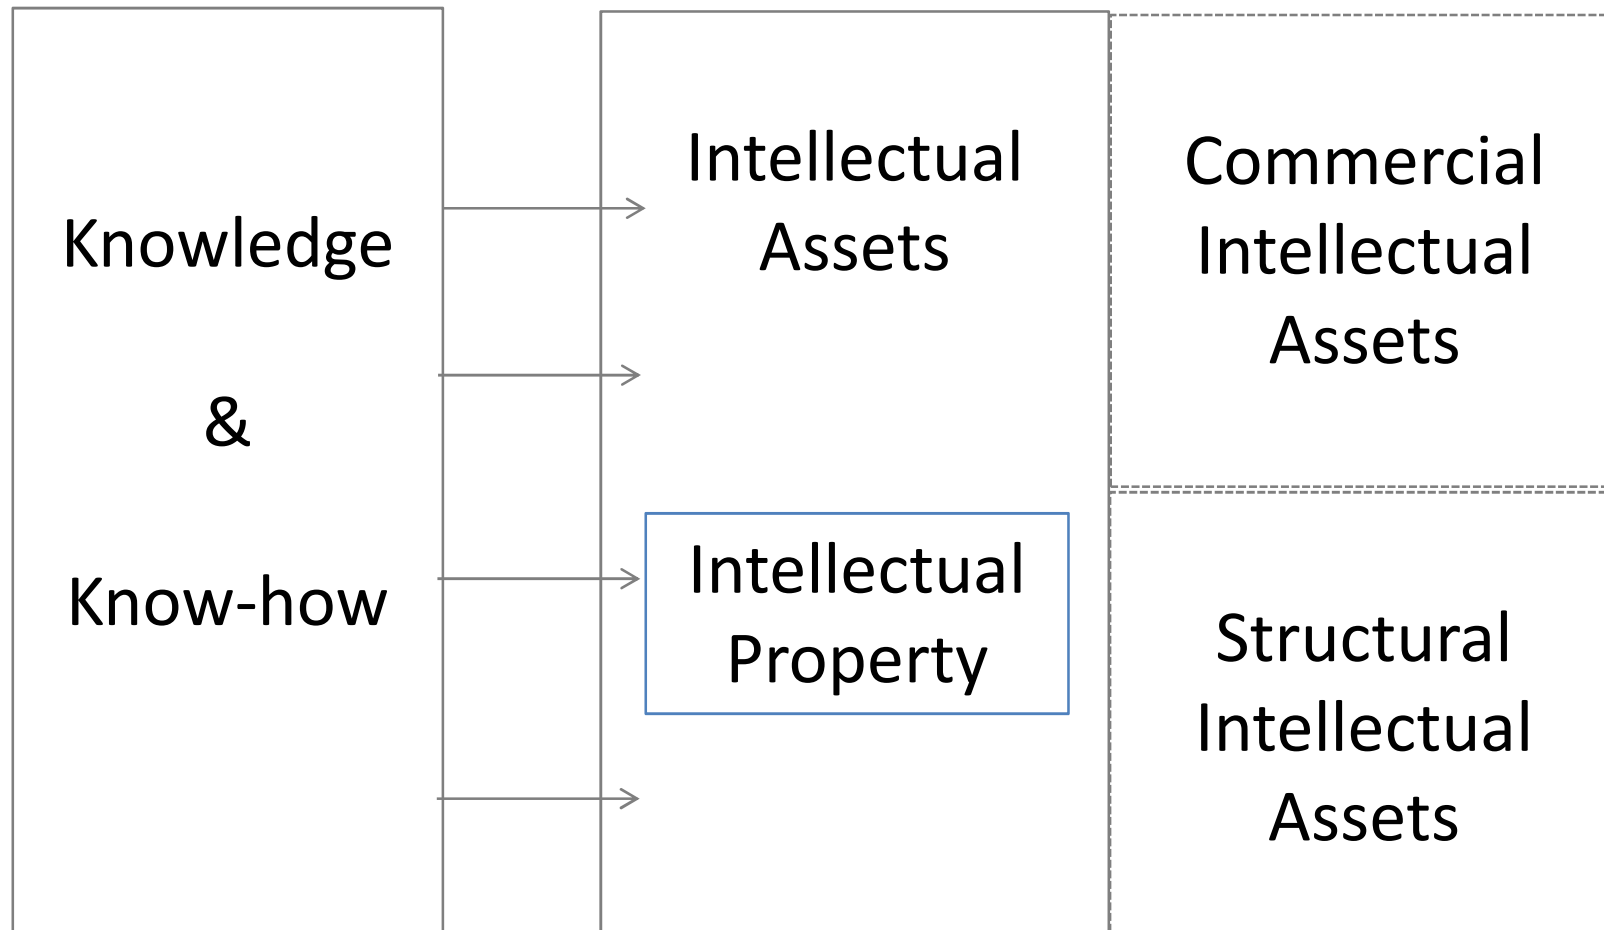 Knowledge
&
Know-how
Intellectual
Assets
Intellectual
Property
Commercial
Intellectual
Assets
Structural
Intellectual
Assets